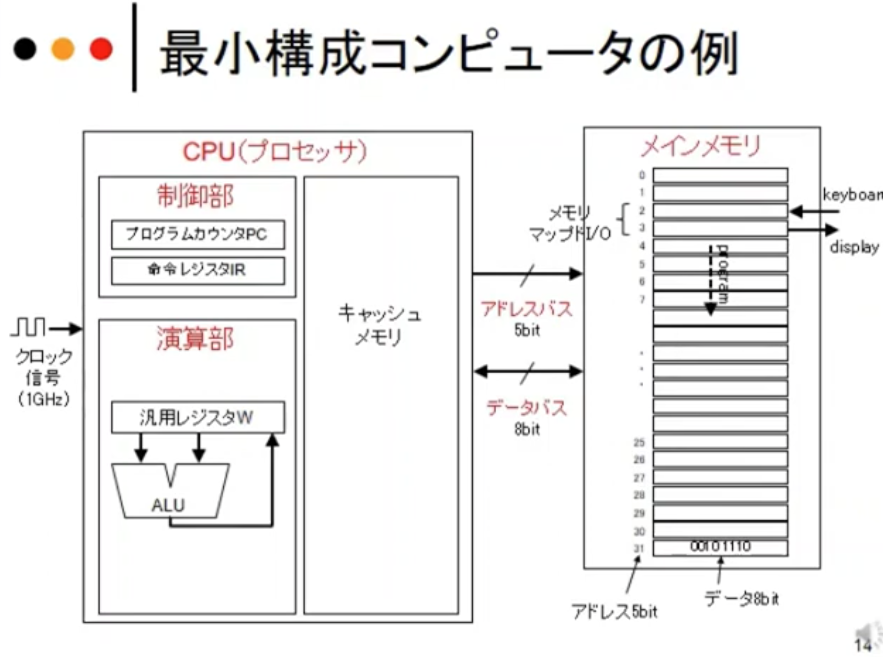 最小構成コンピュータの例
CPU(プロセッサ)
制御部
プログラムカウンタPC
命令レジスタIR
演算部
汎用レジスタW
ALU
キャッシュ
メモリ
クロック
信号
(1GHz)
アドレスバス
5bit
データバス
8bit
メインメモリ
メモリ
マップドI/O
0
1
2
3
4
5
6
7
25
26
27
28
29
30
31
program
00101110
keyboar
display
アドレス5bit
データ8bit
14